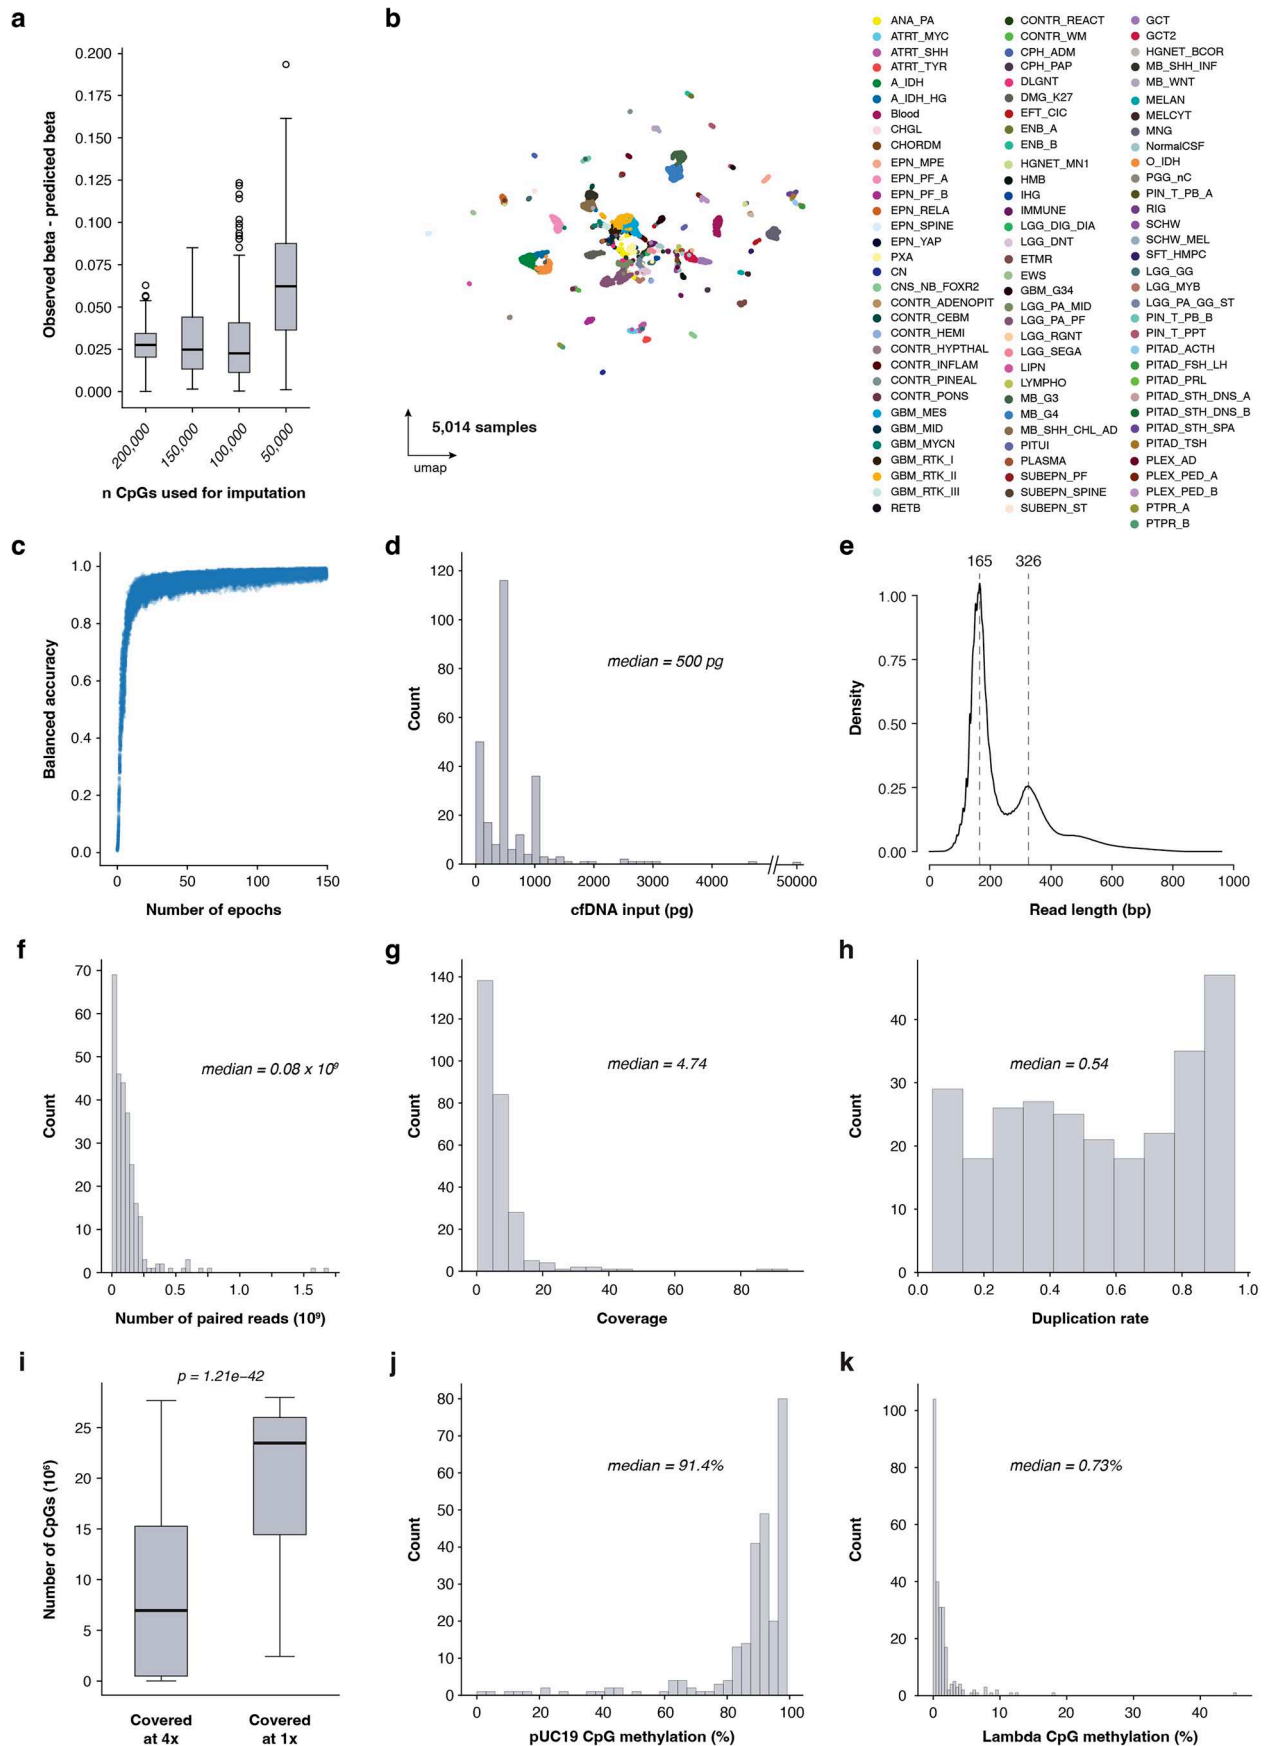 a
0.200
0.175
0.150
0.125
0.100
0.075
0.050
0.025
0.000
Observed beta - predicted beta
200,000
150,000
100,000
50,000
n CpGs used for imputation
b
5,014 samples
umap
ANA_PA
ATRT_MYC
ATRT_SHH
ATRT_TYR
A_IDH
A_IDH_HG
Blood
CHGL
CHORDM
EPN_MPE
EPN_PF_A
EPN_PF_B
EPN_RELA
EPN_SPINE
EPN_YAP
PXA
CN
CNS_NB_FOXR2
CONTR_ADENOPIT
CONTR_CEBM
CONTR_HEMI
CONTR_HYPTHAL
CONTR_INFLAM
CONTR_PINEAL
CONTR_PONS
GBM_MES
GBM_MID
GBM_MYCN
GBM_RTK_I
GBM_RTK_II
GBM_RTK_III
RETB
CONTR_REACT
CONTR_WM
CPH_ADM
CPH_PAP
DLGNT
DMG_K27
EFT_CIC
ENB_A
ENB_B
HGNET_MN1
HMB
IHG
IMMUNE
LGG_DIG_DIA
LGG_DNT
ETMR
EWS
GBM_G34
LGG_PA_MID
LGG_PA_PF
LGG_RGNT
LGG_SEGA
LIPN
LYMPHO
MB_G3
MB_G4
MB_SHH_CHL_AD
PITUI
PLASMA
SUBEPN_PF
SUBEPN_SPINE
SUBEPN_ST
GCT
GCT2
HGNET_BCOR
MB_SHH_INF
MB_WNT
MELAN
MELCYT
MNG
NormalCSF
O_IDH
PGG_nC
PIN_T_PB_A
RIG
SCHW
SCHW_MEL
SFT_HMPC
LGG_GG
LGG_MYB
LGG_PA_GG_ST
PIN_T_PB_B
PIN_T_PPT
PITAD_ACTH
PITAD_FSH_LH
PITAD_PRL
PITAD_STH_DNS_A
PITAD_STH_DNS_B
PITAD_STH_SPA
PITAD_TSH
PLEX_AD
PLEX_PED_A
PLEX_PED_B
PTPR_A
PTPR_B
c
1.0
0.8
0.6
0.4
0.2
0.0
Balanced accuracy
0 50 100 150
Number of epochs
d
120
100
80
60
40
20
0
Count
median = 500 pg
0 1000 2000 3000 4000 50000
cfDNA input (pg)
e
165 326
1.00
0.75
0.50
0.25
0.00
Density
0 200 400 600 800 1000
Read length (bp)
f
70
60
50
40
30
20
10
0
Count
median = 0.08 x 10⁹
0 0.5 1.0 1.5
Number of paired reads (10⁹)
g
140
120
100
80
60
40
20
0
Count
median = 4.74
0 20 40 60 80
Coverage
h
40
30
20
10
0
Count
median = 0.54
0.0 0.2 0.4 0.6 0.8 1.0
Duplication rate
i
p = 1.21e−42
25
20
15
10
5
0
Number of CpGs (10⁶)
Covered
at 4x
Covered
at 1x
j
80
70
60
50
40
30
20
10
0
Count
median = 91.4%
0 20 40 60 80 100
pUC19 CpG methylation (%)
k
100
80
60
40
20
0
Count
median = 0.73%
0 10 20 30 40
Lambda CpG methylation (%)